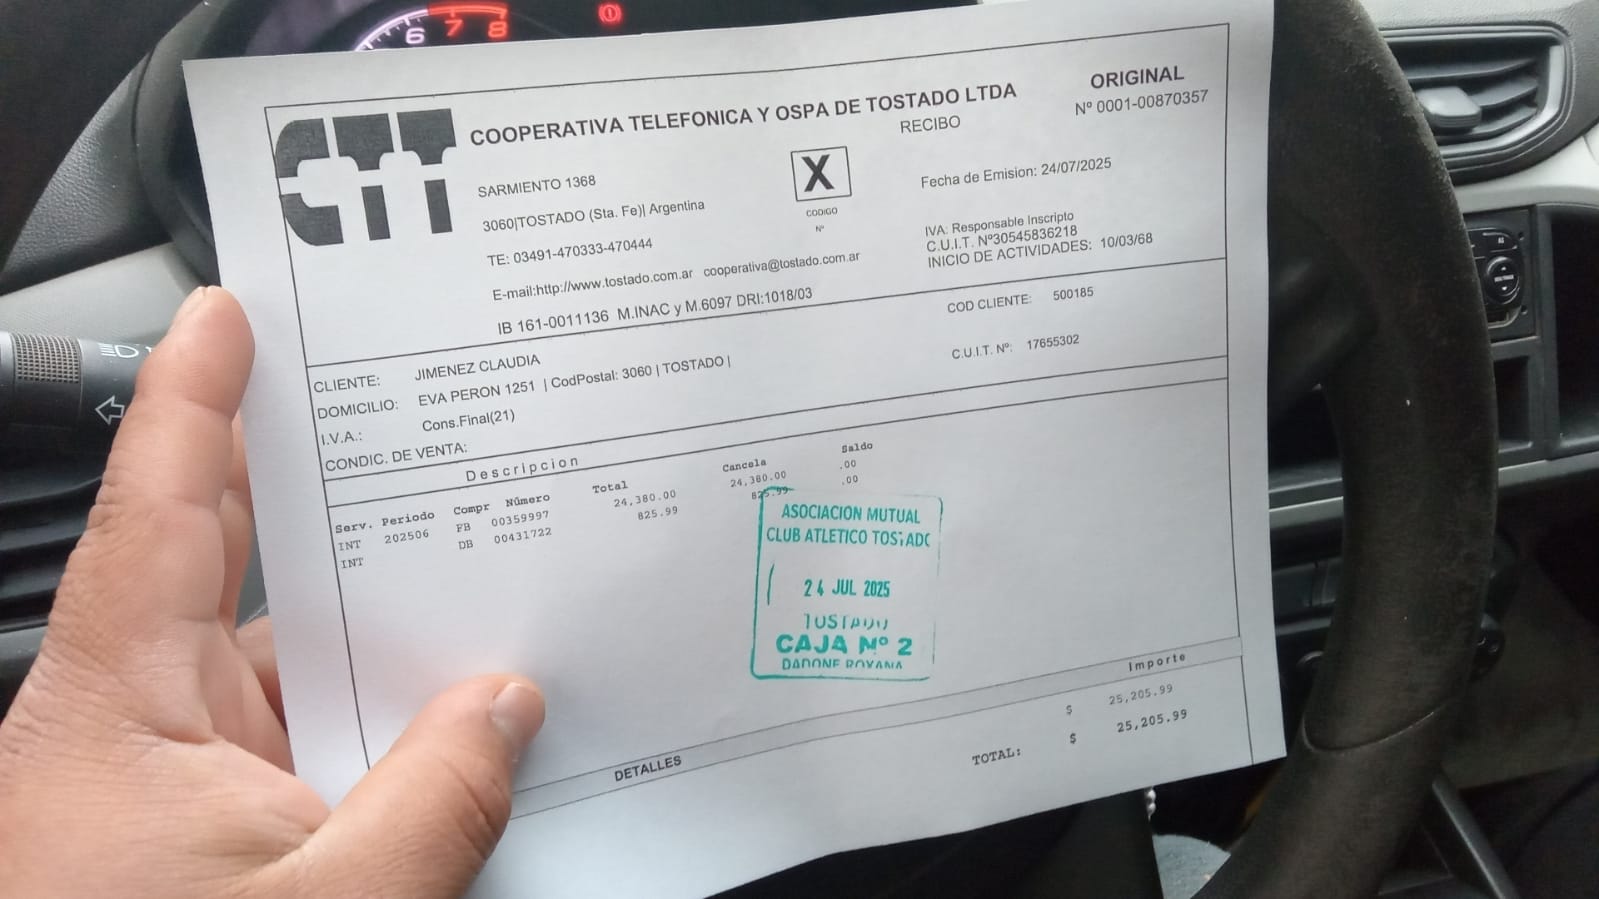 6 7 8
CTT
COOPERATIVA TELEFONICA Y OSPA DE TOSTADO LTDA
RECIBO
ORIGINAL
Nº 0001-00870357
SARMIENTO 1368
3060|TOSTADO (Sta. Fe)| Argentina
TE: 03491-470333-470444
E-mail:http://www.tostado.com.ar cooperativa@tostado.com.ar
IB 161-0011136 M.INAC y M.6097 DRI:1018/03
X
CODIGO
Nº
Fecha de Emision: 24/07/2025
IVA: Responsable Inscripto
C.U.I.T. Nº30545836218
INICIO DE ACTIVIDADES: 10/03/68
CLIENTE: JIMENEZ CLAUDIA
DOMICILIO: EVA PERON 1251 | CodPostal: 3060 | TOSTADO |
I.V.A.: Cons.Final(21)
CONDIC. DE VENTA:
COD CLIENTE: 500185
C.U.I.T. Nº: 17655302
Descripcion
Serv. Periodo Compr Número Total Cancela Saldo
INT 202506 FB 00359997 24,380.00 24,380.00 .00
INT DB 00431722 825.99 825.99 .00
ASOCIACION MUTUAL
CLUB ATLETICO TOSTADO
24 JUL 2025
TOSTADO
CAJA Nº 2
Importe
$ 25,205.99
DETALLES
TOTAL: $ 25,205.99